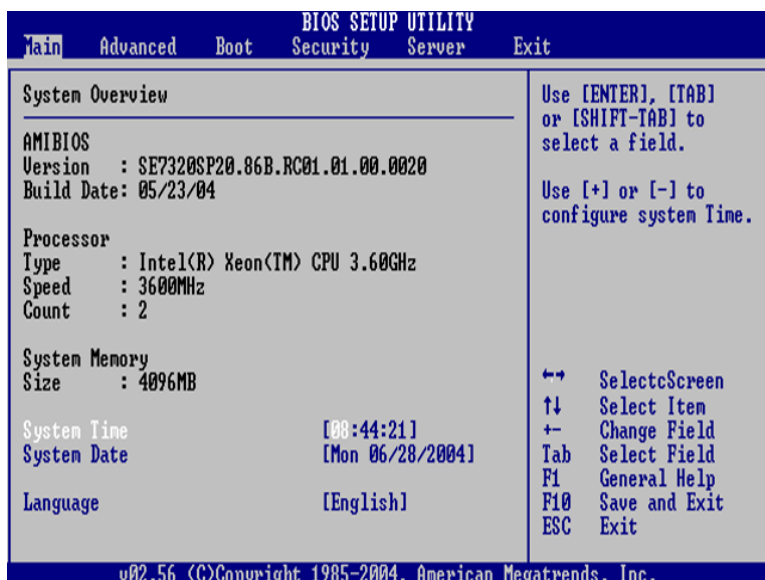 BIOS SETUP UTILITY
Main Advanced Boot Security Server Exit
System Overview
AMIBIOS
Version : SE7320SP20.86B.RC01.01.00.0020
Build Date: 05/23/04
Processor
Type : Intel(R) Xeon(TM) CPU 3.60GHz
Speed : 3600MHz
Count : 2
System Memory
Size : 4096MB
System Time [08:44:21]
System Date [Mon 06/28/2004]
Language [English]
Use [ENTER], [TAB]
or [SHIFT-TAB] to
select a field.
Use [+] or [-] to
configure system Time.
←→ SelectcScreen
↑↓ Select Item
+- Change Field
Tab Select Field
F1 General Help
F10 Save and Exit
ESC Exit
v02.56 (C)Copyright 1985-2004, American Megatrends, Inc.